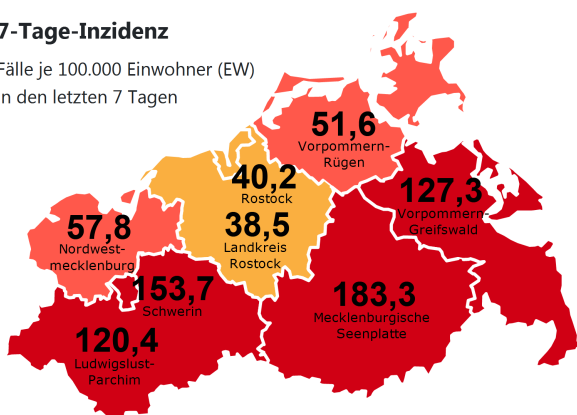 7-Tage-Inzidenz
Fälle je 100.000 Einwohner (EW)
in den letzten 7 Tagen
51,6
Vorpommern-
Rügen
40,2
Rostock
127,3
Vorpommern-
Greifswald
57,8
Nordwest-
mecklenburg
38,5
Landkreis
Rostock
153,7
Schwerin
183,3
Mecklenburgische
Seenplatte
120,4
Ludwigslust-
Parchim